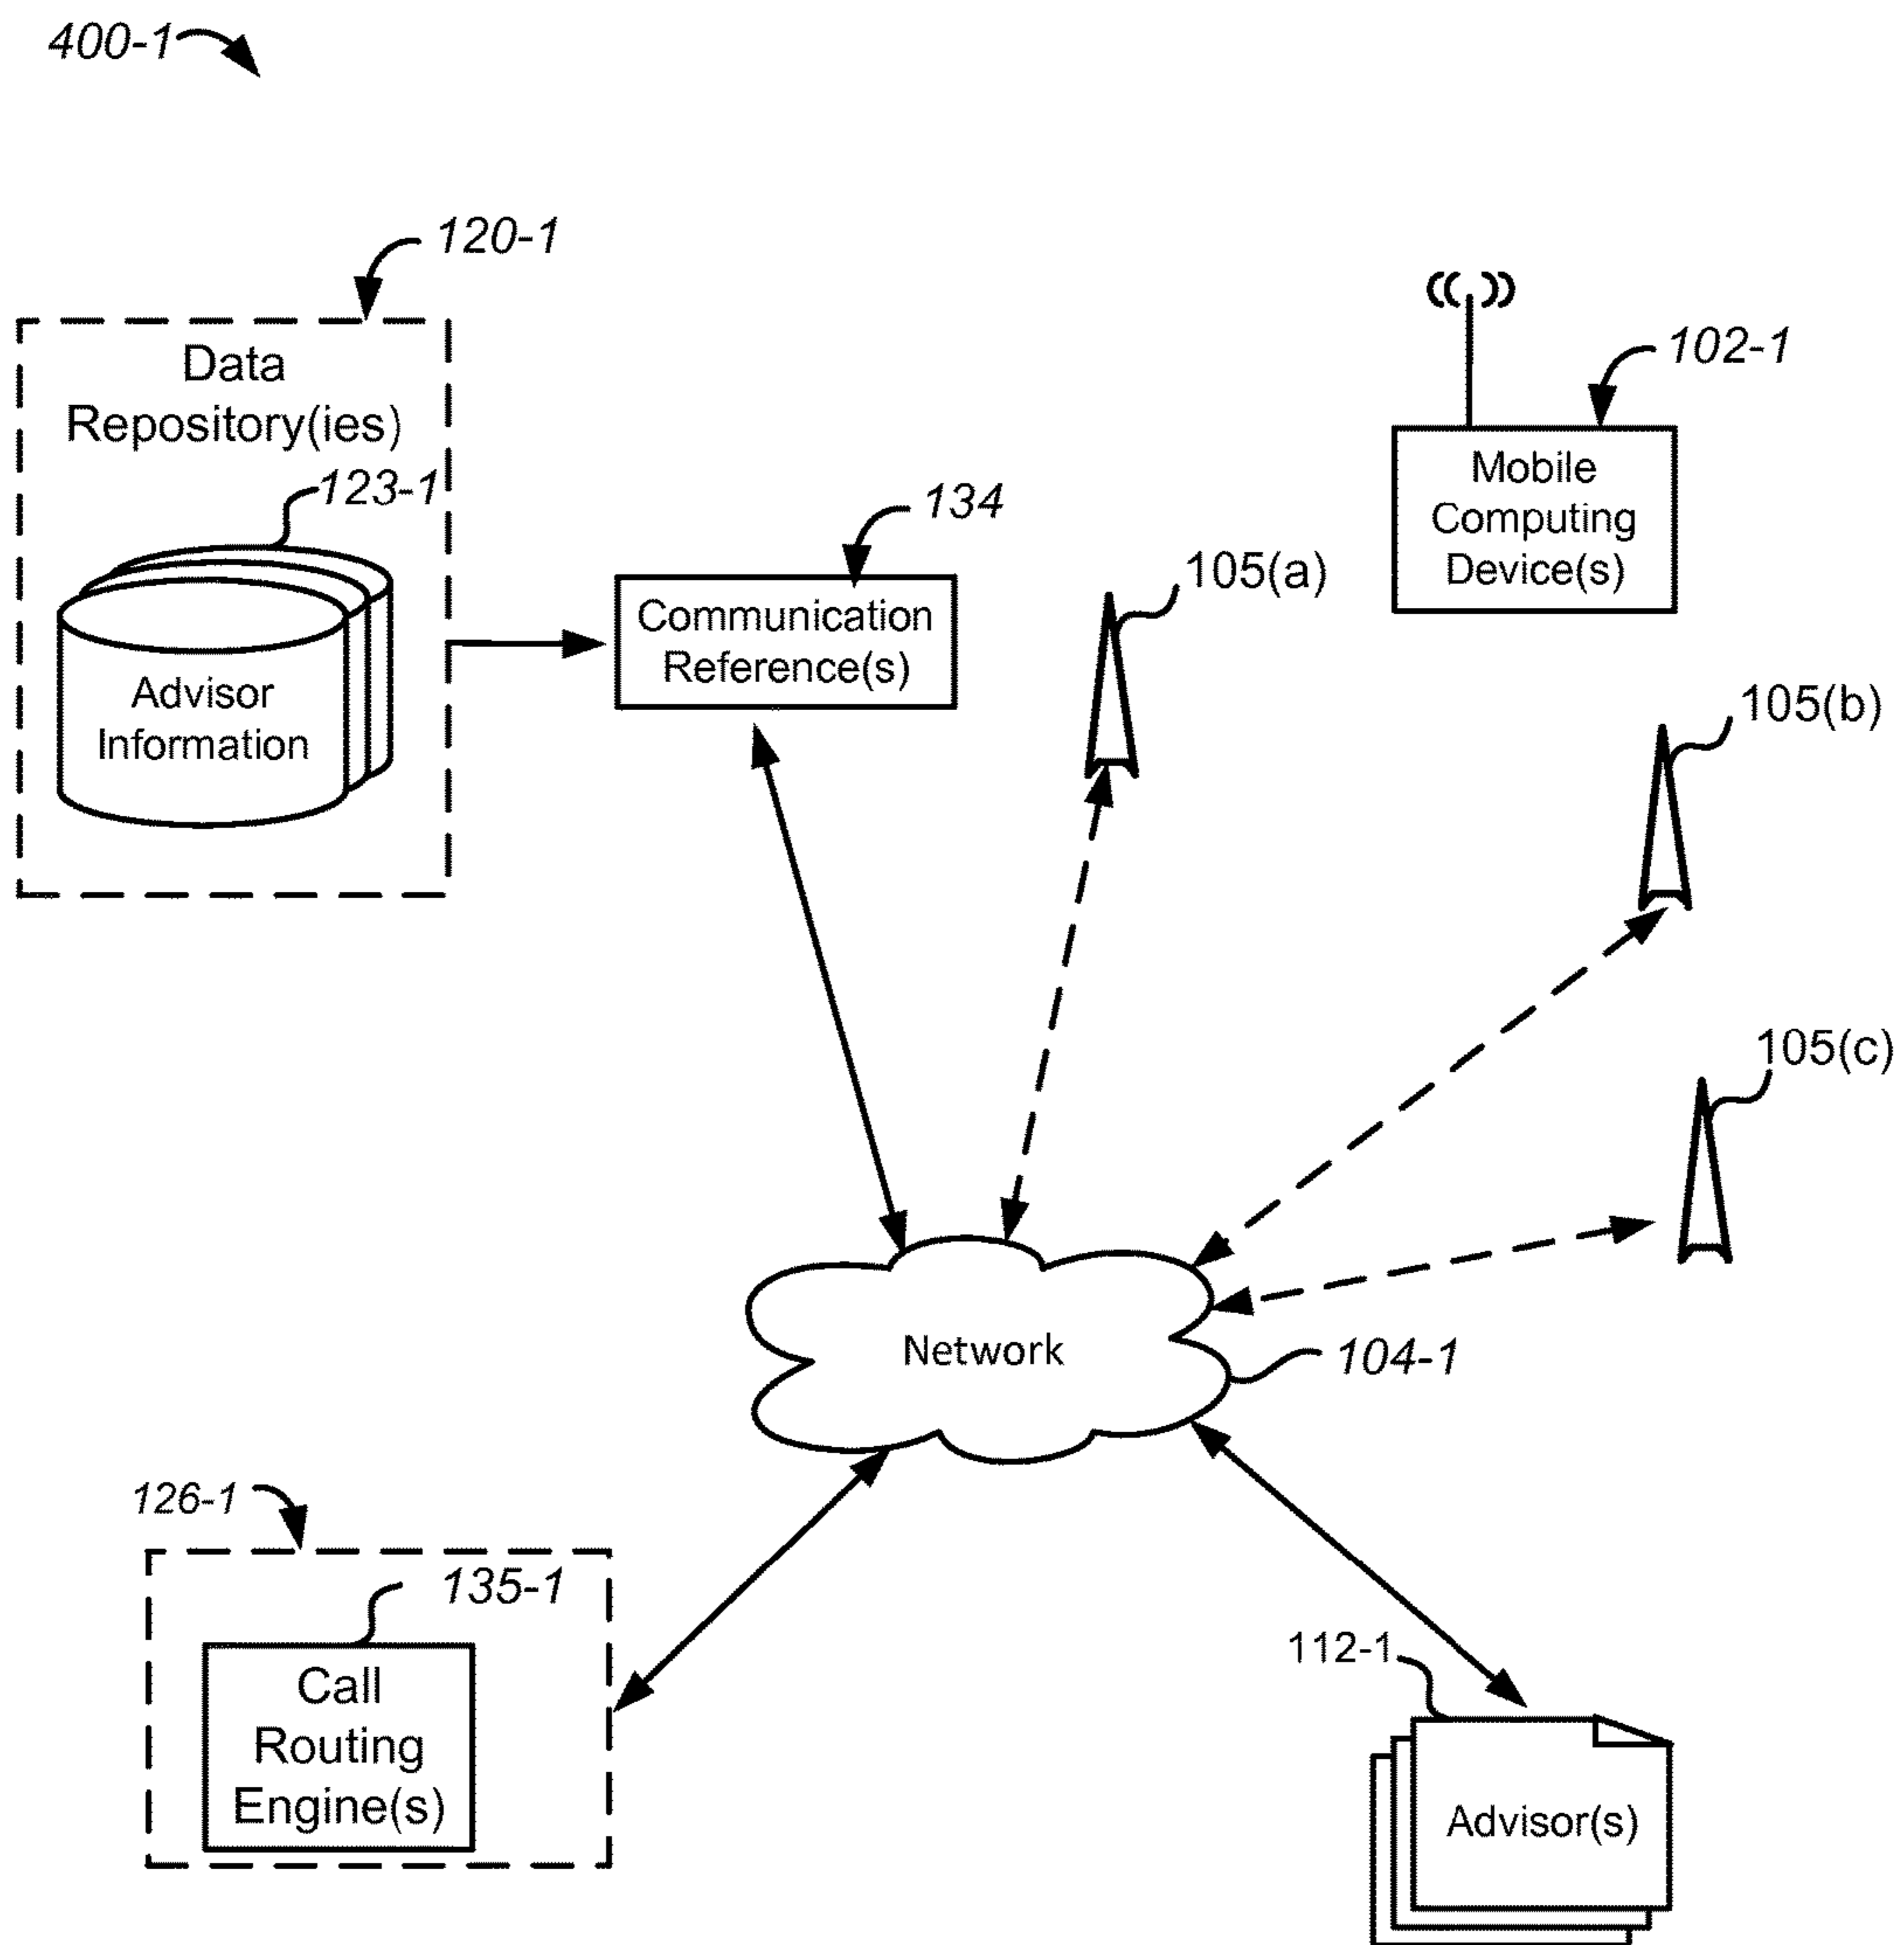 400-1
120-1
Data
Repository(ies)
123-1
Advisor
Information
134
Communication
Reference(s)
102-1
Mobile
Computing
Device(s)
105(a)
105(b)
105(c)
Network
104-1
126-1
135-1
Call
Routing
Engine(s)
112-1
Advisor(s)